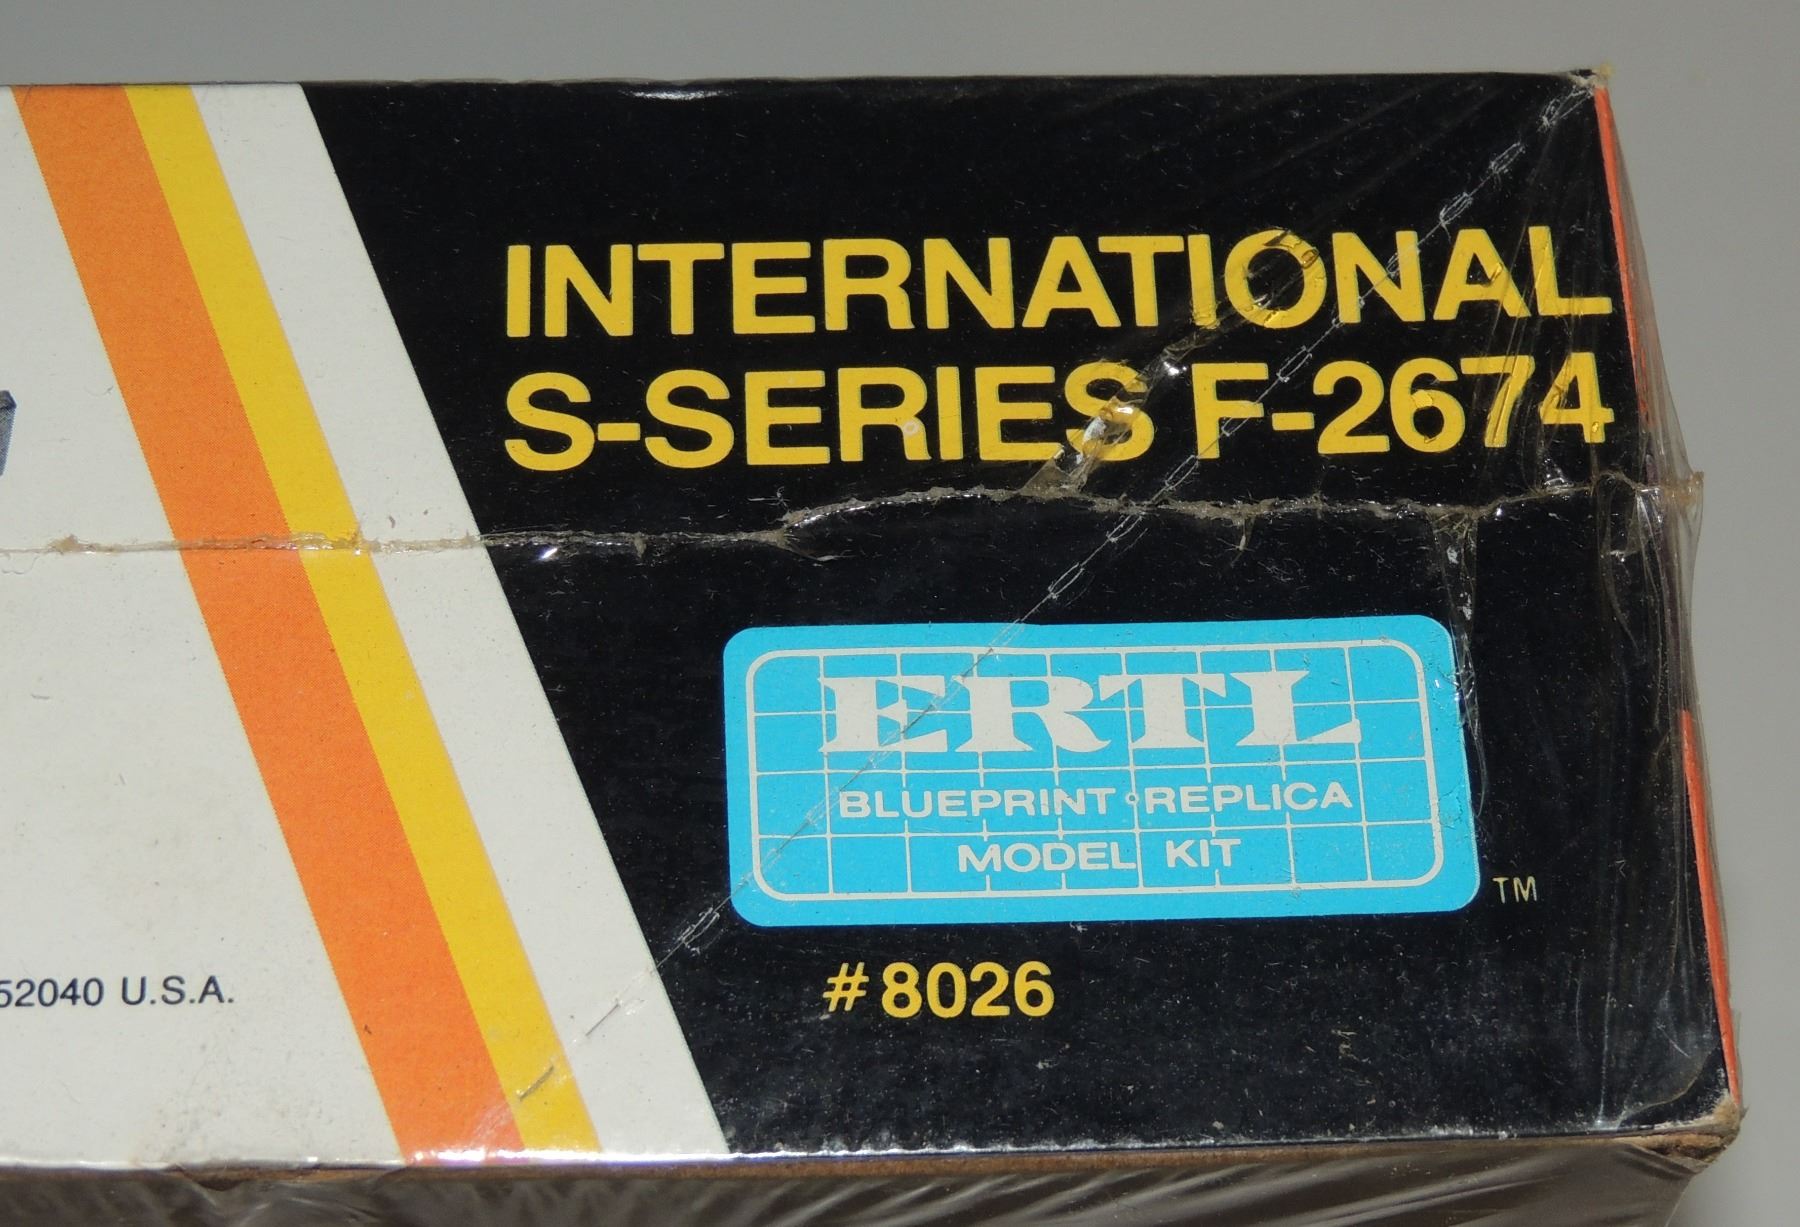 INTERNATIONAL
S-SERIES F-2674
ERTL
BLUEPRINT•REPLICA
MODEL KIT
TM
#8026
52040 U.S.A.